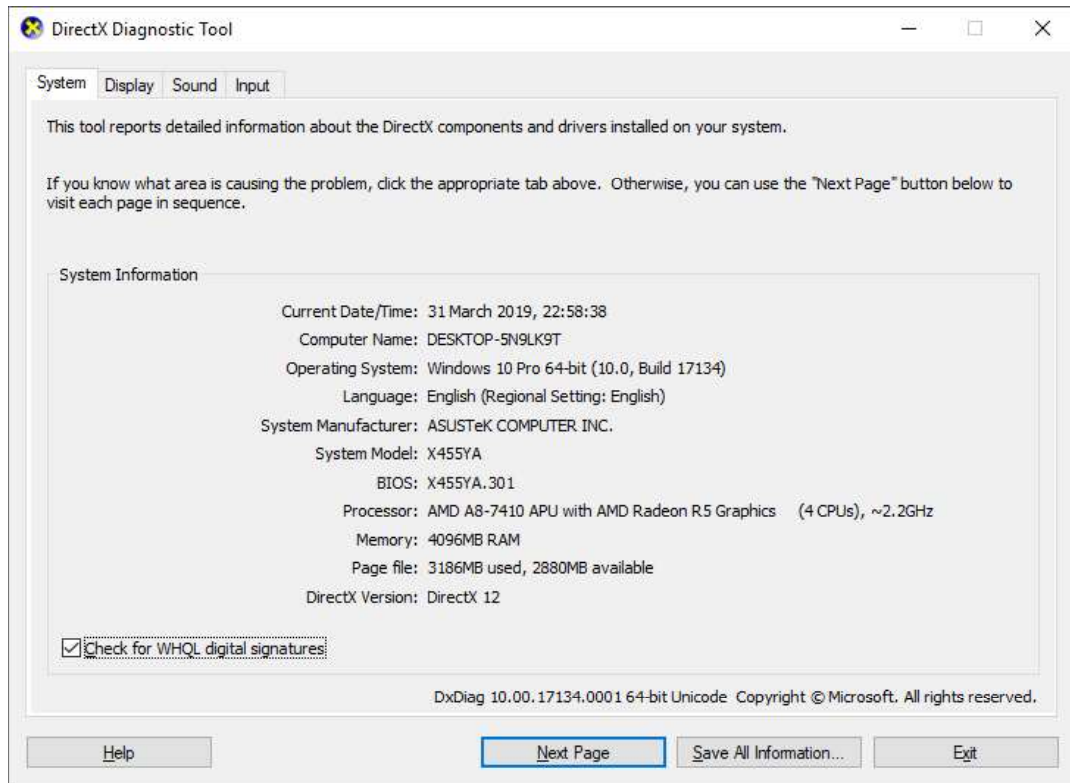 DirectX Diagnostic Tool
System Display Sound Input
This tool reports detailed information about the DirectX components and drivers installed on your system.
If you know what area is causing the problem, click the appropriate tab above. Otherwise, you can use the "Next Page" button below to
visit each page in sequence.
System Information
Current Date/Time: 31 March 2019, 22:58:38
Computer Name: DESKTOP-5N9LK9T
Operating System: Windows 10 Pro 64-bit (10.0, Build 17134)
Language: English (Regional Setting: English)
System Manufacturer: ASUSTeK COMPUTER INC.
System Model: X455YA
BIOS: X455YA.301
Processor: AMD A8-7410 APU with AMD Radeon R5 Graphics (4 CPUs), ~2.2GHz
Memory: 4096MB RAM
Page file: 3186MB used, 2880MB available
DirectX Version: DirectX 12
Check for WHQL digital signatures
DxDiag 10.00.17134.0001 64-bit Unicode Copyright © Microsoft. All rights reserved.
Help Next Page Save All Information... Exit